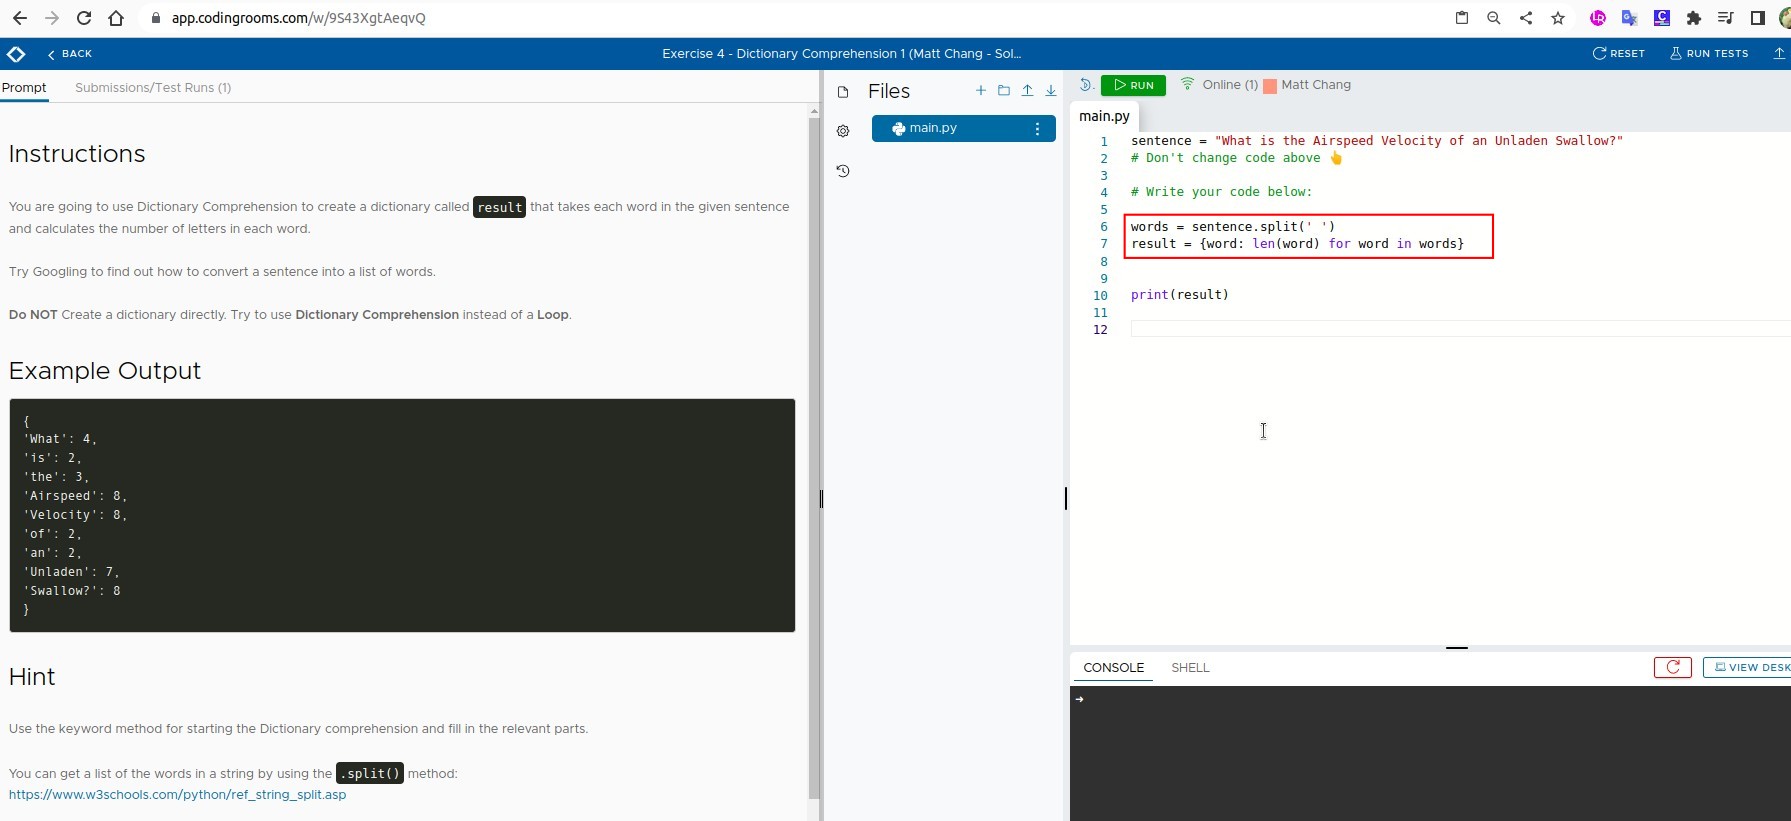 app.codingrooms.com/w/9S43XgtAeqvQ
BACK
Exercise 4 - Dictionary Comprehension 1 (Matt Chang - Sol...
RESET
RUN TESTS
Prompt
Submissions/Test Runs (1)
Instructions
You are going to use Dictionary Comprehension to create a dictionary called result that takes each word in the given sentence
and calculates the number of letters in each word.
Try Googling to find out how to convert a sentence into a list of words.
Do NOT Create a dictionary directly. Try to use Dictionary Comprehension instead of a Loop.
Example Output
{
'What': 4,
'is': 2,
'the': 3,
'Airspeed': 8,
'Velocity': 8,
'of': 2,
'an': 2,
'Unladen': 7,
'Swallow?': 8
}
Hint
Use the keyword method for starting the Dictionary comprehension and fill in the relevant parts.
You can get a list of the words in a string by using the .split() method:
https://www.w3schools.com/python/ref_string_split.asp
Files
main.py
RUN
Online (1)
Matt Chang
main.py
1 sentence = "What is the Airspeed Velocity of an Unladen Swallow?"
2 # Don't change code above 👆
3
4 # Write your code below:
5
6 words = sentence.split(' ')
7 result = {word: len(word) for word in words}
8
9
10 print(result)
11
12
CONSOLE
SHELL
VIEW DESK